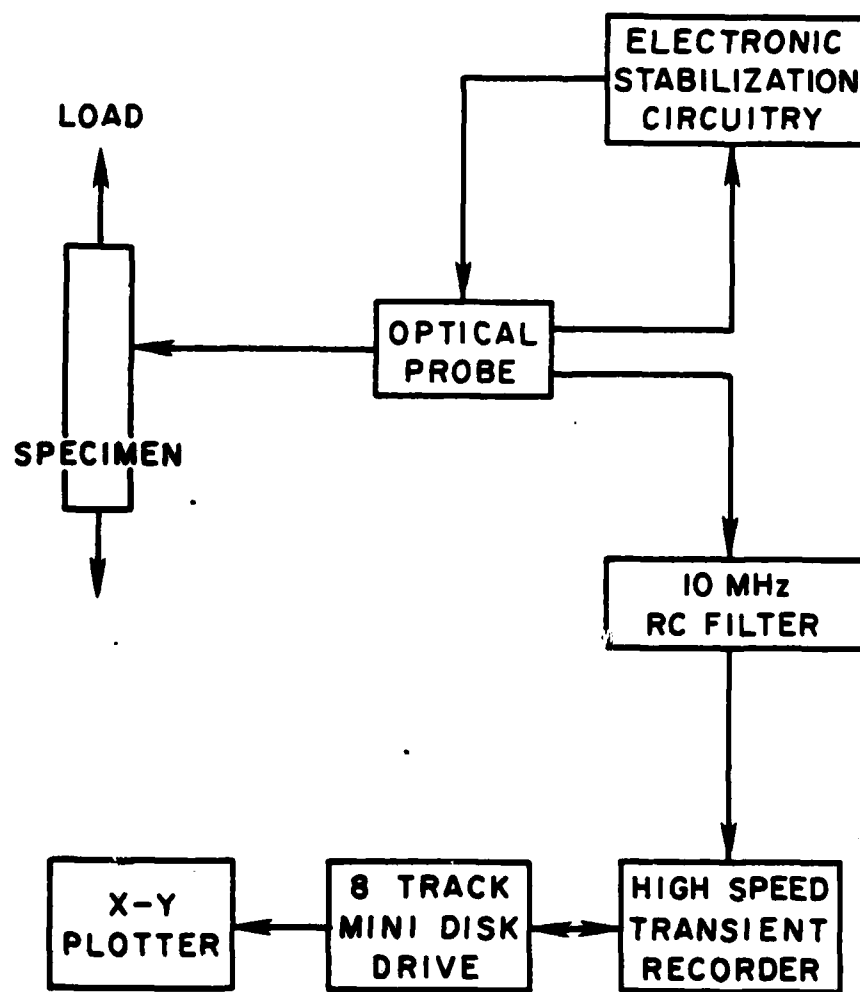 ELECTRONIC
STABILIZATION
CIRCUITRY
LOAD
OPTICAL
PROBE
SPECIMEN
10 MHz
RC FILTER
X-Y
PLOTTER
8 TRACK
MINI DISK
DRIVE
HIGH SPEED
TRANSIENT
RECORDER